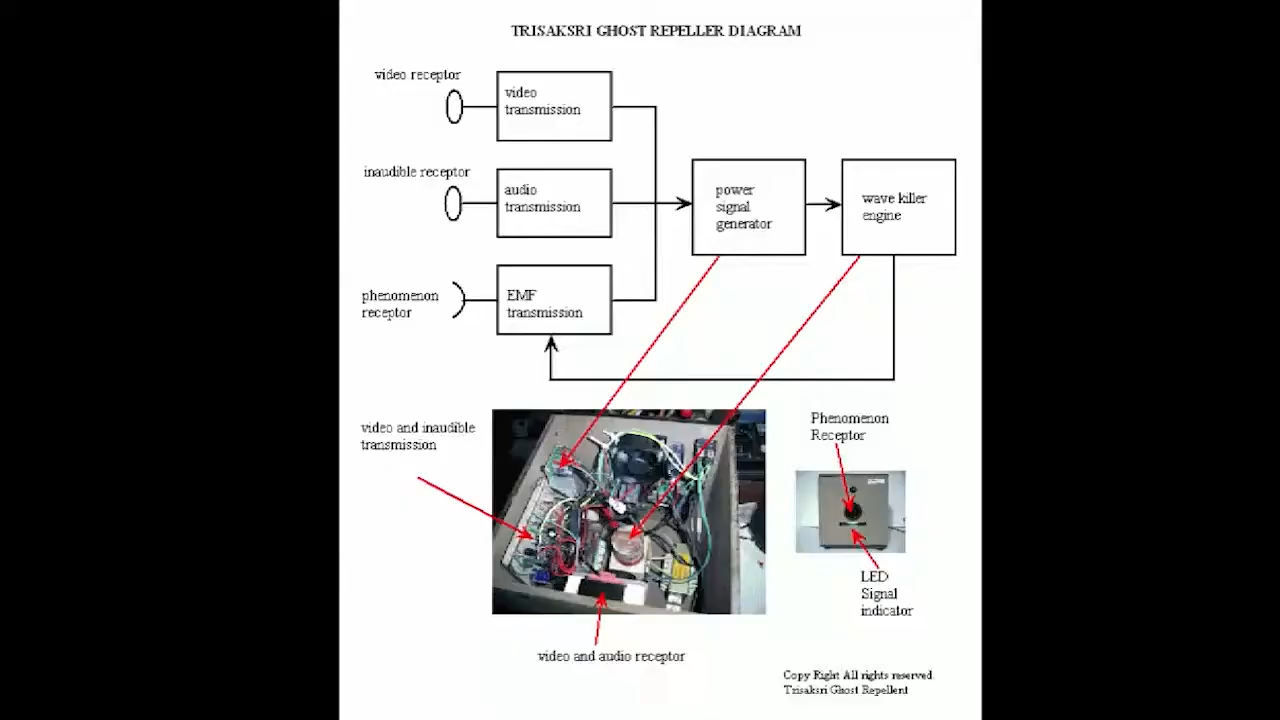 TRISAKSRI GHOST REPELLER DIAGRAM
video receptor
video
transmission
inaudible receptor
audio
transmission
power
signal
generator
wave killer
engine
phenomenon
receptor
EMF
transmission
video and inaudible
transmission
Phenomenon
Receptor
LED
Signal
indicator
video and audio receptor
Copy Right All rights reserved.
Trisaksri Ghost Repellent